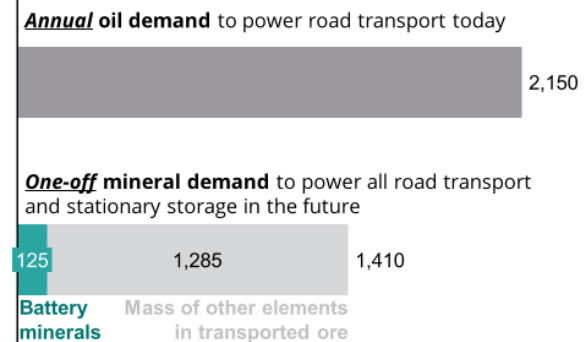 Annual oil demand to power road transport today
2,150
One-off mineral demand to power all road transport
and stationary storage in the future
125 1,285 1,410
Battery Mass of other elements
minerals in transported ore